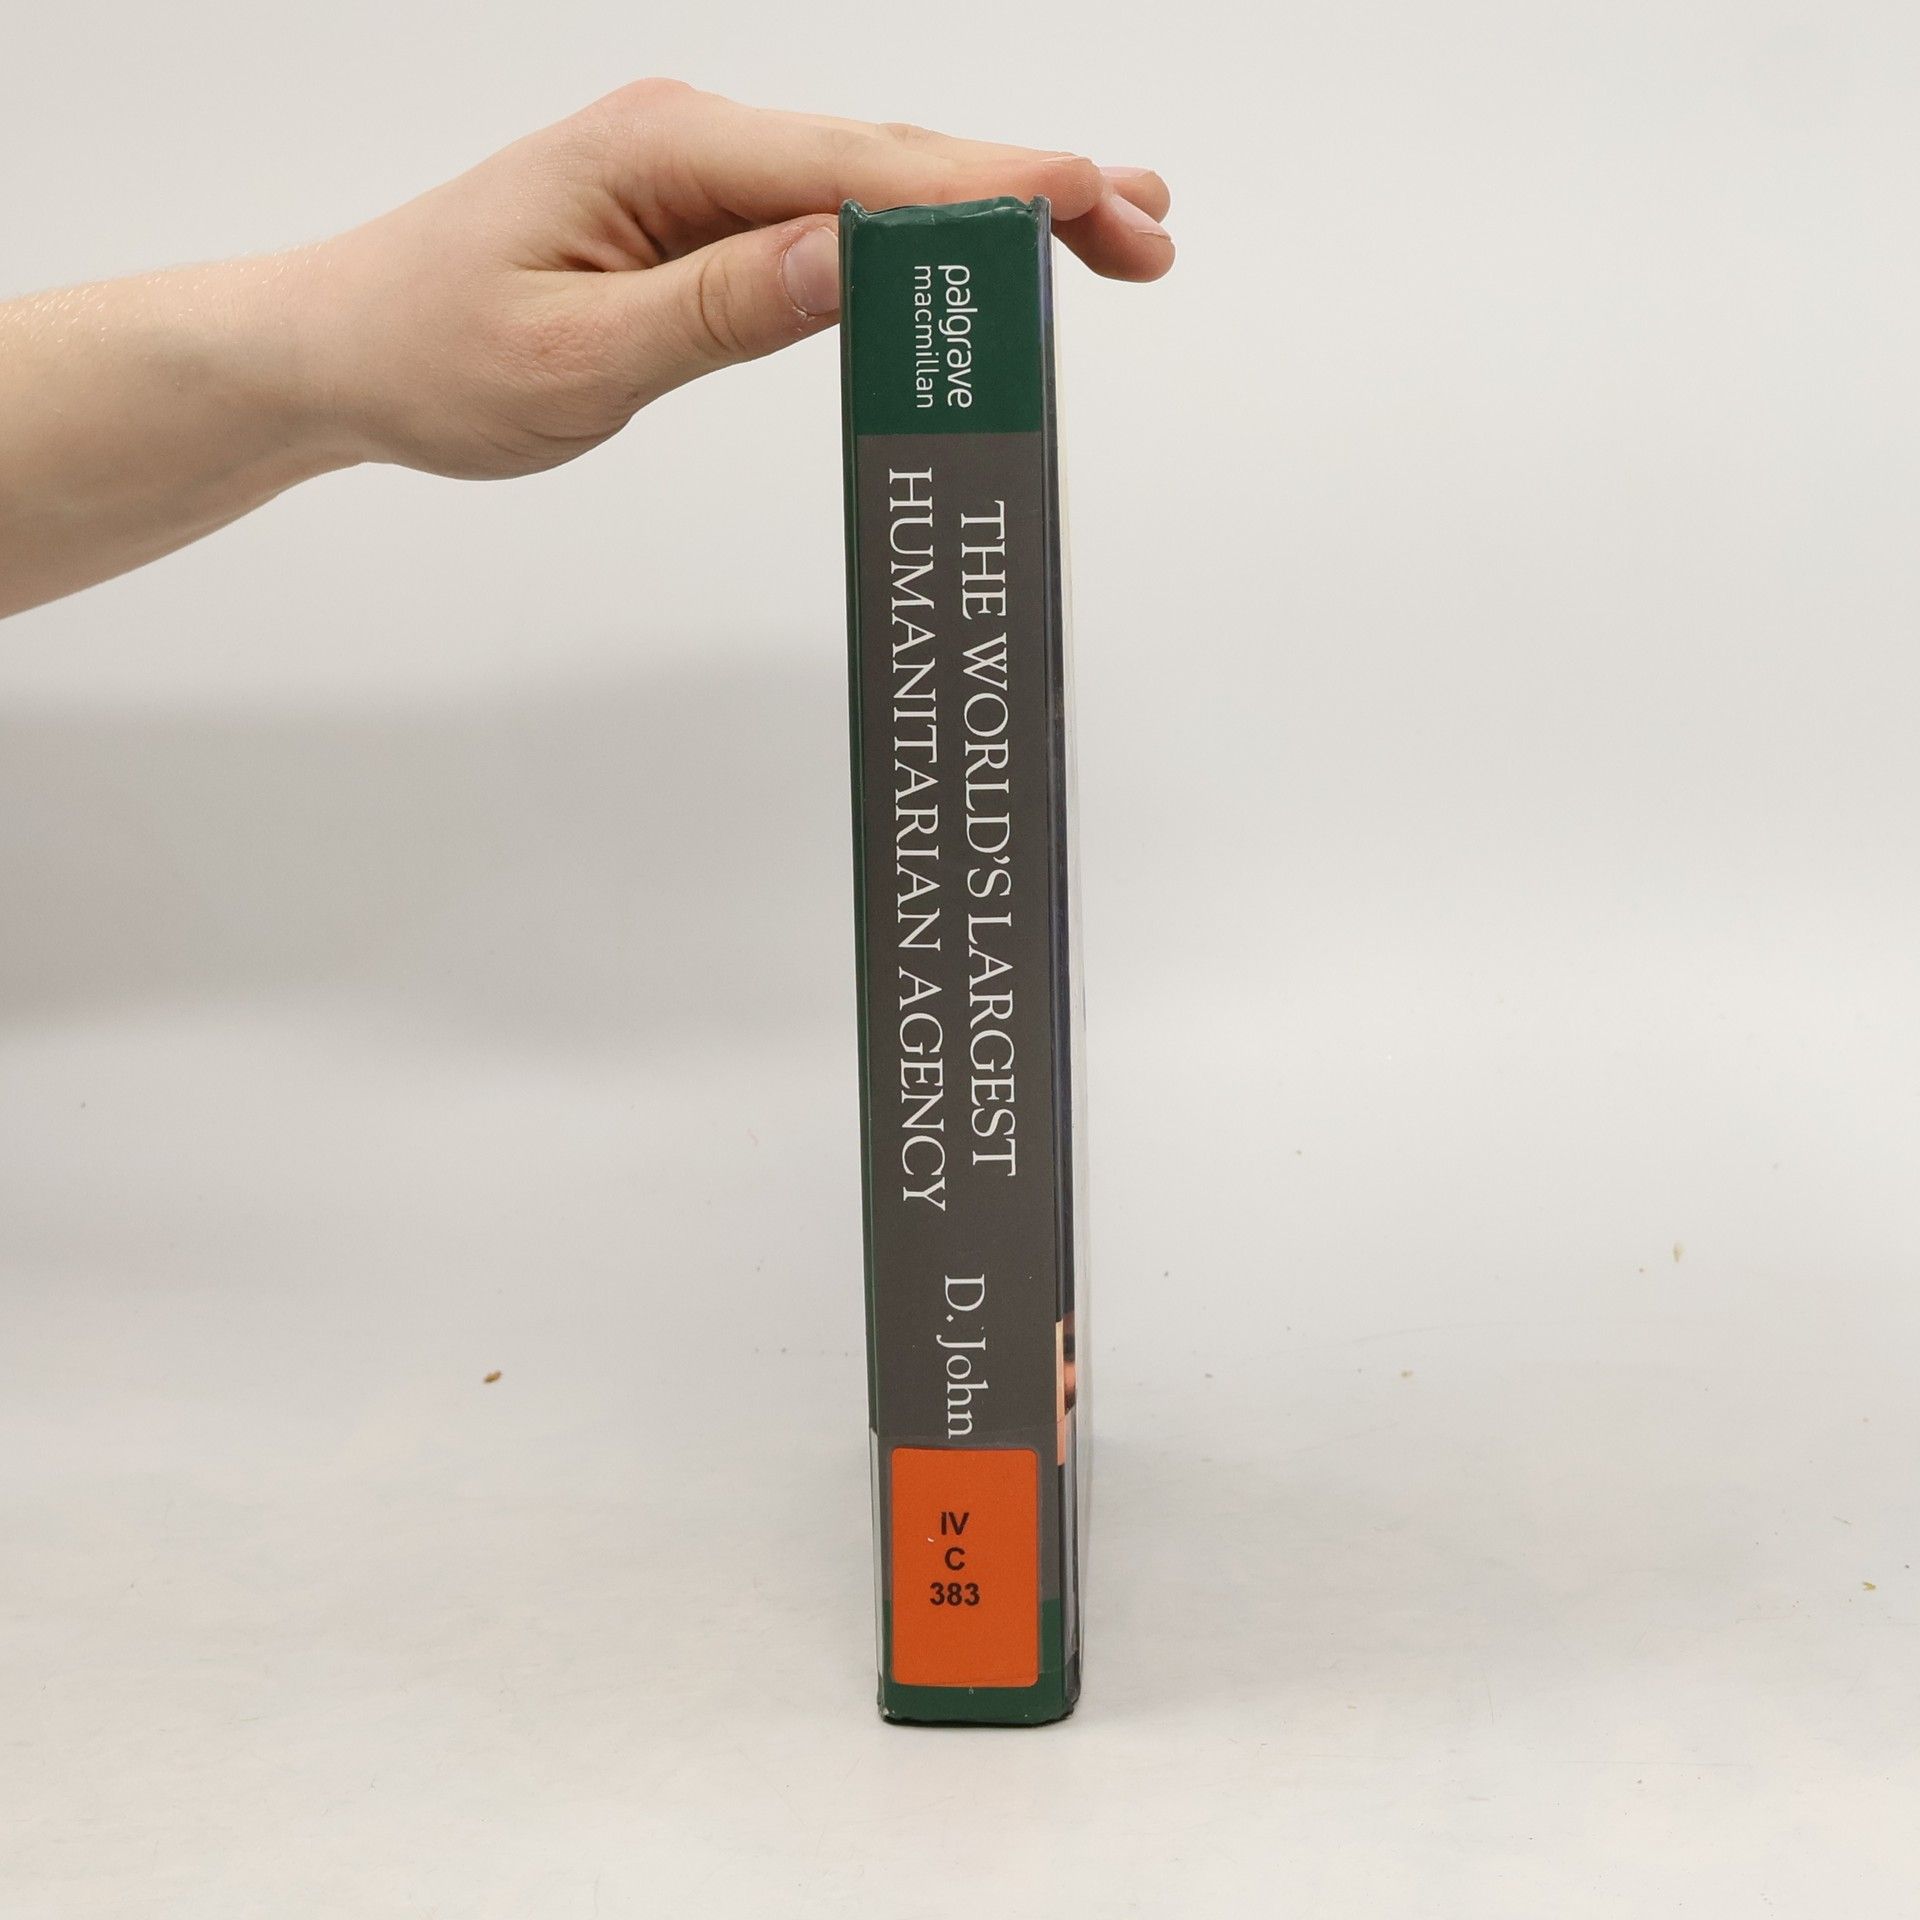 palgrave
macmillan
THE WORLD'S LARGEST
HUMANITARIAN AGENCY
D. John
IV
C
383